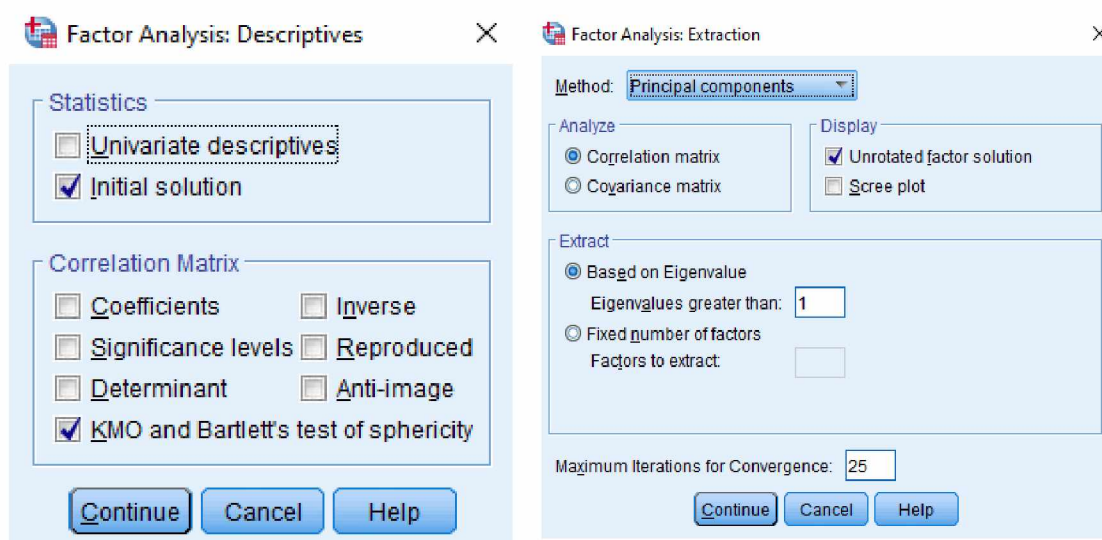 Factor Analysis: Descriptives
Statistics
Univariate descriptives
Initial solution
Correlation Matrix
Coefficients Inverse
Significance levels Reproduced
Determinant Anti-image
KMO and Bartlett's test of sphericity
Continue Cancel Help
Factor Analysis: Extraction
Method: Principal components
Analyze
Correlation matrix
Covariance matrix
Display
Unrotated factor solution
Scree plot
Extract
Based on Eigenvalue
Eigenvalues greater than: 1
Fixed number of factors
Factors to extract:
Maximum Iterations for Convergence: 25
Continue Cancel Help